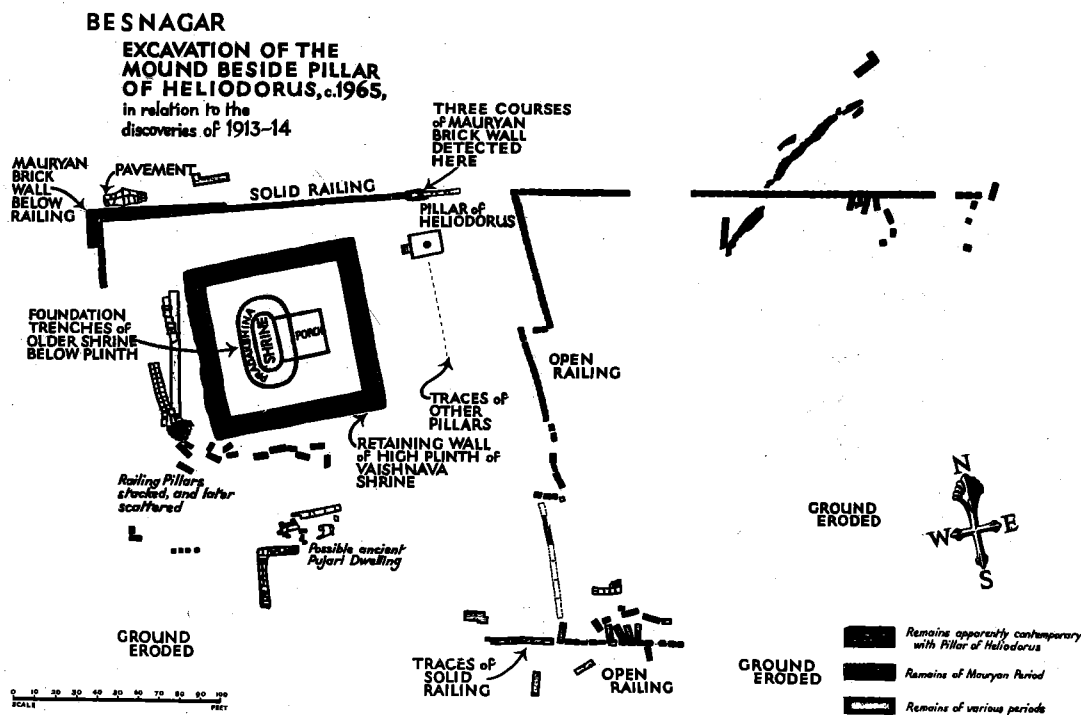 BESNAGAR
EXCAVATION OF THE
MOUND BESIDE PILLAR
OF HELIODORUS, c.1965,
in relation to the
discoveries of 1913-14
THREE COURSES
of MAURYAN
BRICK WALL
DETECTED
HERE
MAURYAN
BRICK
WALL
BELOW
RAILING
PAVEMENT
SOLID RAILING
PILLAR of
HELIODORUS
FOUNDATION
TRENCHES of
OLDER SHRINE
BELOW PLINTH
PRADAKSHINA
SHRINE
PORCH
OPEN
RAILING
TRACES of
OTHER
PILLARS
RETAINING WALL
of HIGH PLINTH of
VAISHNAVA
SHRINE
Railing Pillars
stacked, and later
scattered
Possible ancient
Pujari Dwelling
GROUND
ERODED
N
W E
S
GROUND
ERODED
TRACES of
SOLID
RAILING
OPEN
RAILING
GROUND
ERODED
Remains apparently contemporary
with Pillar of Heliodorus
Remains of Mauryan Period
Remains of various periods
0 10 20 30 40 50 60 70 80 90 100
SCALE FEET